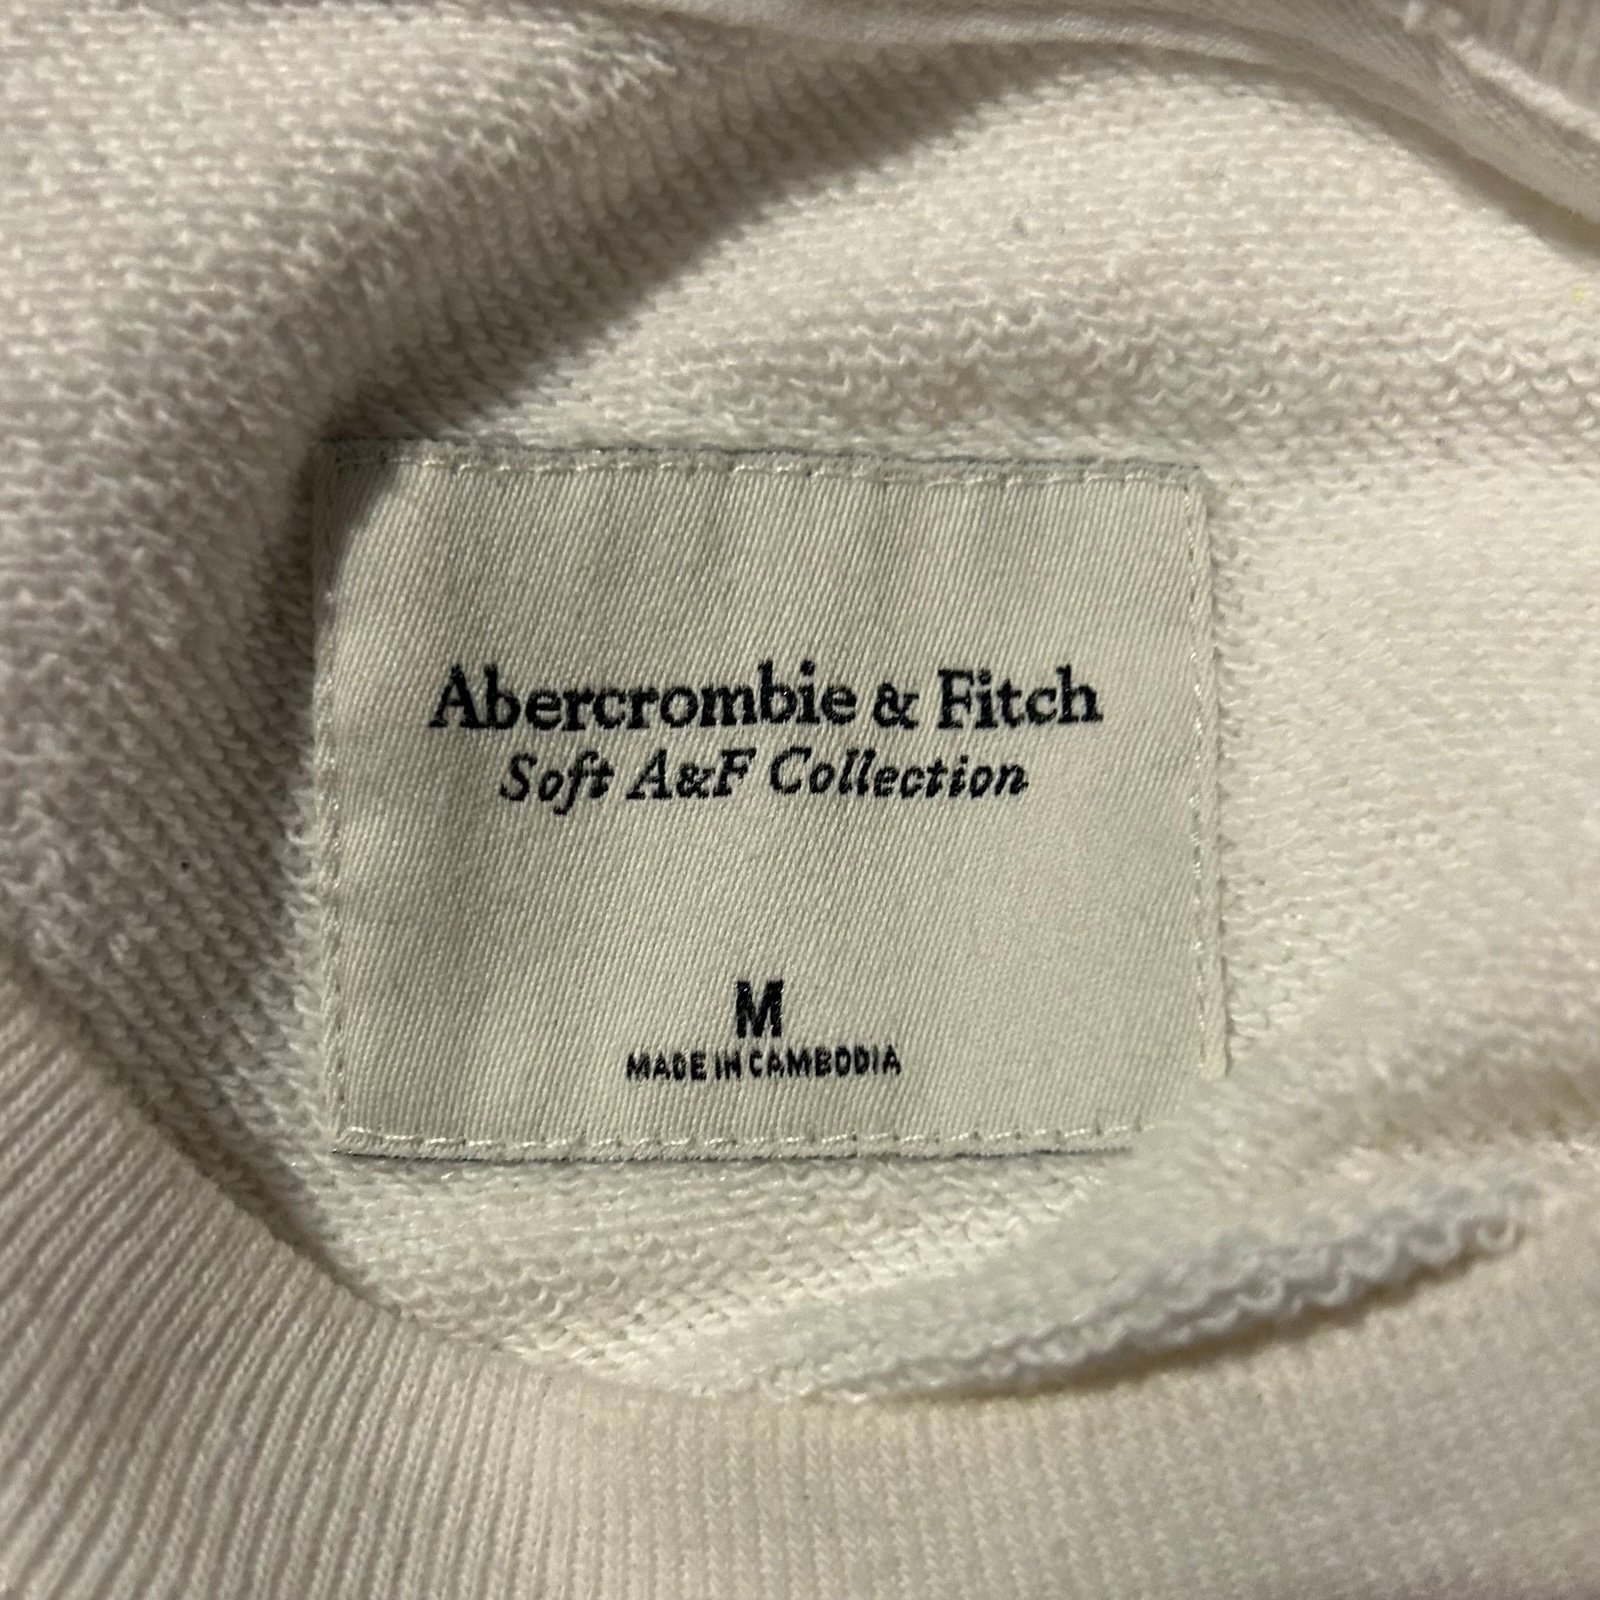 Abercrombie & Fitch
Soft A&F Collection
M
MADE IN CAMBODIA